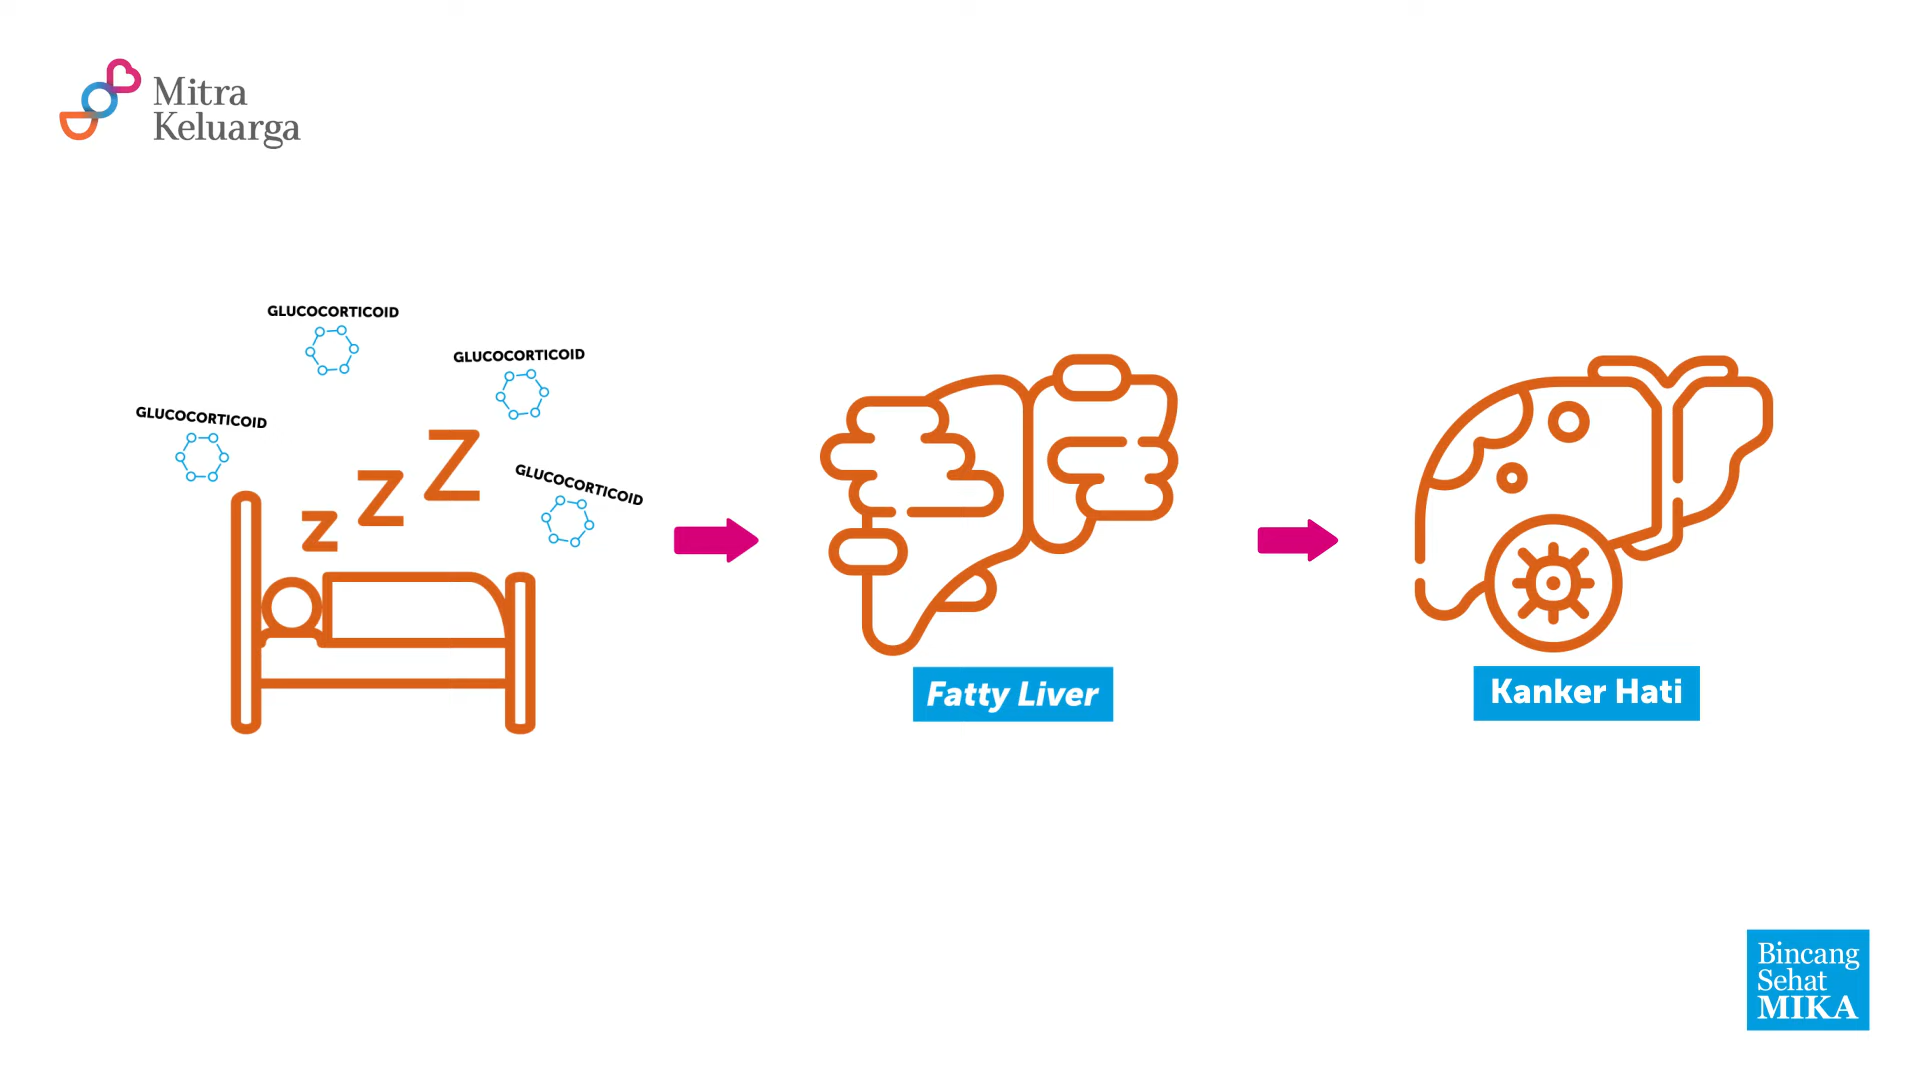 Mitra
Keluarga
GLUCOCORTICOID
GLUCOCORTICOID
GLUCOCORTICOID
GLUCOCORTICOID
z z z
Fatty Liver
Kanker Hati
Bincang
Sehat
MIKA